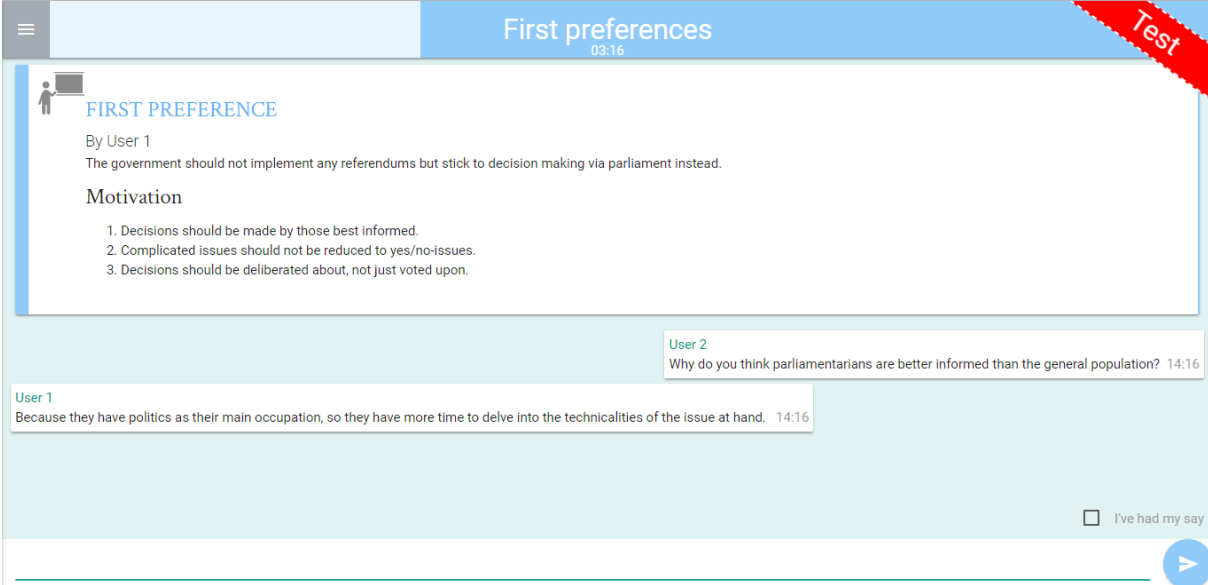 First preferences
03:16
Test
FIRST PREFERENCE
By User 1
The government should not implement any referendums but stick to decision making via parliament instead.
Motivation
1. Decisions should be made by those best informed.
2. Complicated issues should not be reduced to yes/no-issues.
3. Decisions should be deliberated about, not just voted upon.
User 2
Why do you think parliamentarians are better informed than the general population? 14:16
User 1
Because they have politics as their main occupation, so they have more time to delve into the technicalities of the issue at hand. 14:16
I've had my say